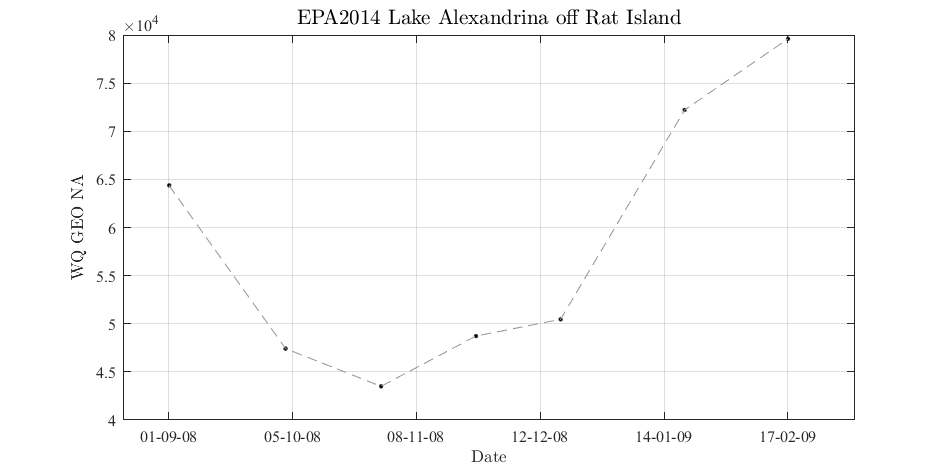 EPA2014 Lake Alexandrina off Rat Island
×10⁴
8
7.5
7
6.5
6
5.5
5
4.5
4
WQ GEO NA
01-09-08 05-10-08 08-11-08 12-12-08 14-01-09 17-02-09
Date